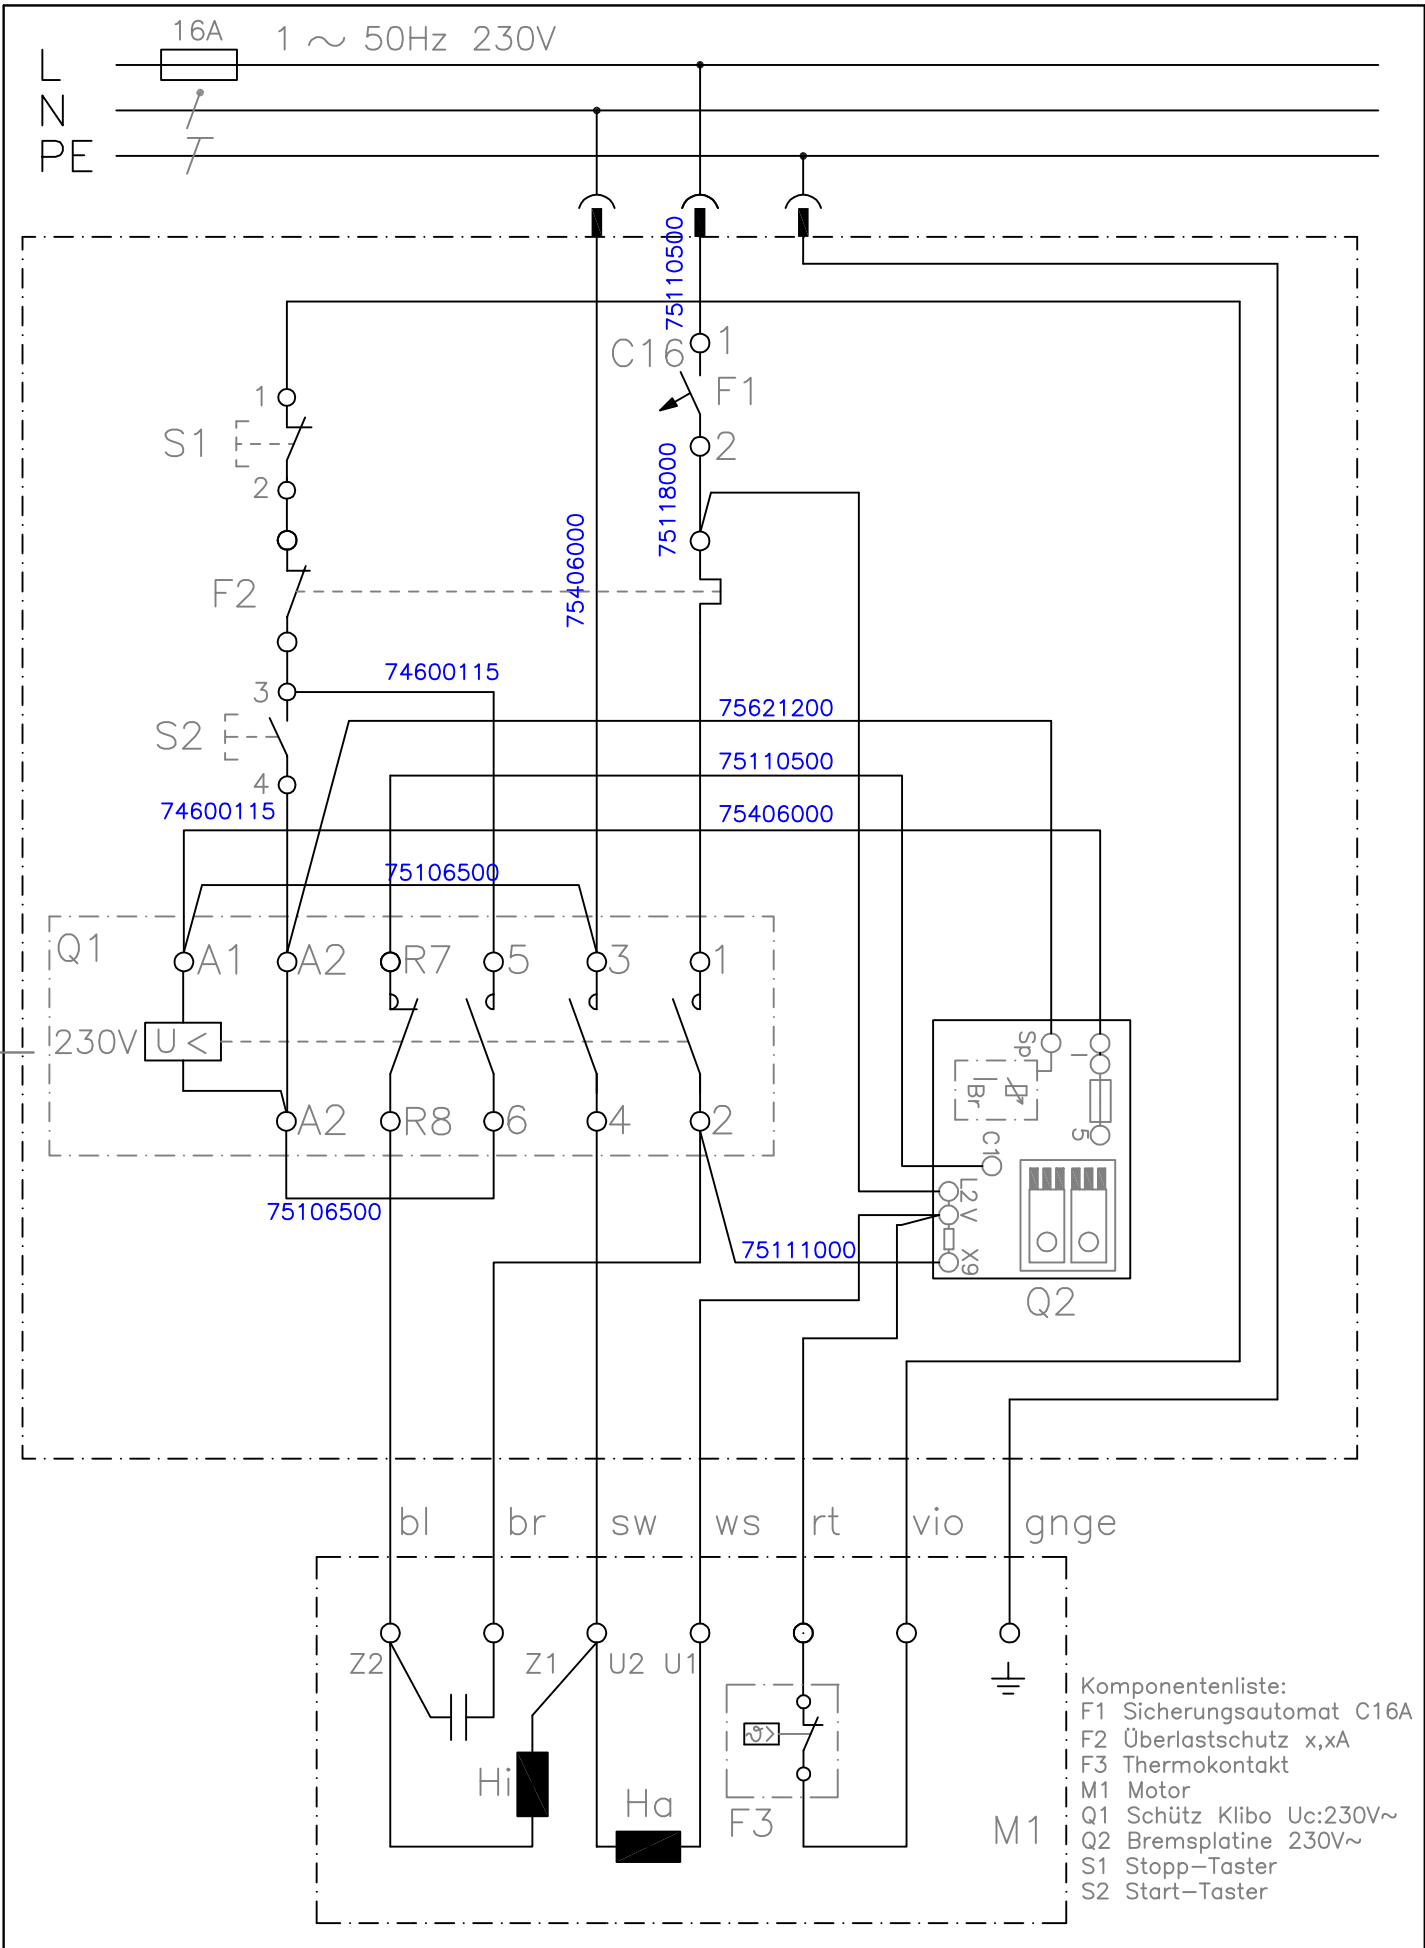 16A
1 ~ 50Hz 230V
L
N
PE
75110500
C16
1
F1
2
1
S1
2
75118000
75406000
F2
74600115
3
75621200
S2
75110500
4
74600115
75406000
75106500
Q1
A1
A2
R7
5
3
1
230V
U <
Sp
I
Br
5
C1
A2
R8
6
4
2
L2
V
X9
75106500
75111000
Q2
bl
br
sw
ws
rt
vio
gnge
Z2
Z1
U2
U1
ϑ>
Hi
Ha
F3
M1
Komponentenliste:
F1 Sicherungsautomat C16A
F2 Überlastschutz x,xA
F3 Thermokontakt
M1 Motor
Q1 Schütz Klibo Uc:230V~
Q2 Bremsplatine 230V~
S1 Stopp-Taster
S2 Start-Taster